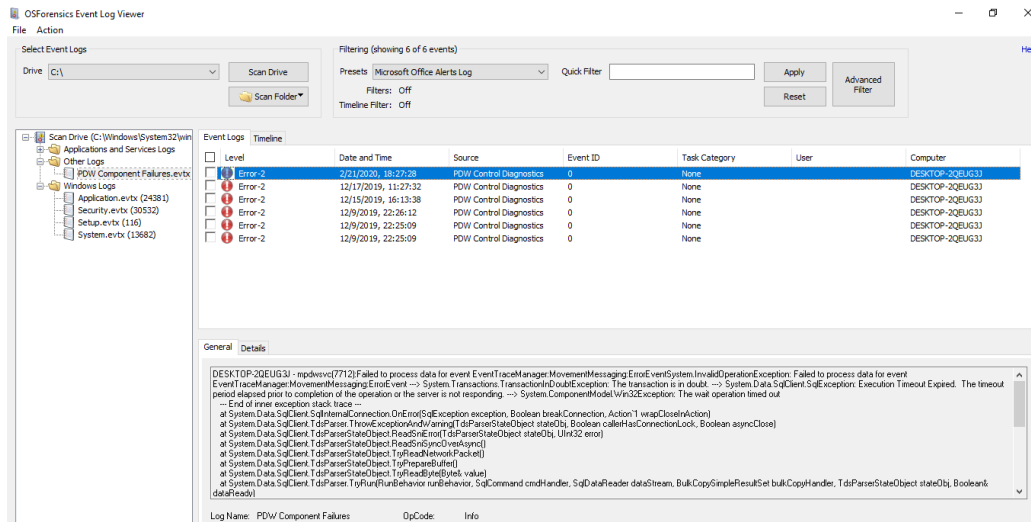 OSForensics Event Log Viewer
File Action
Select Event Logs
Drive C:\ Scan Drive
Scan Folder
Filtering (showing 6 of 6 events)
Presets Microsoft Office Alerts Log Quick Filter Apply Advanced Filter
Filters: Off Reset
Timeline Filter: Off
He
Scan Drive (C:\Windows\System32\win
Applications and Services Logs
Other Logs
PDW Component Failures.evtx
Windows Logs
Application.evtx (24381)
Security.evtx (30532)
Setup.evtx (116)
System.evtx (13682)
Event Logs Timeline
Level Date and Time Source Event ID Task Category User Computer
Error-2 2/21/2020, 18:27:28 PDW Control Diagnostics 0 None DESKTOP-2QEUG3J
Error-2 12/17/2019, 11:27:32 PDW Control Diagnostics 0 None DESKTOP-2QEUG3J
Error-2 12/15/2019, 16:13:38 PDW Control Diagnostics 0 None DESKTOP-2QEUG3J
Error-2 12/9/2019, 22:26:12 PDW Control Diagnostics 0 None DESKTOP-2QEUG3J
Error-2 12/9/2019, 22:25:09 PDW Control Diagnostics 0 None DESKTOP-2QEUG3J
Error-2 12/9/2019, 22:25:09 PDW Control Diagnostics 0 None DESKTOP-2QEUG3J
General Details
DESKTOP-2QEUG3J - mpdwsvc(7712):Failed to process data for event EventTraceManager:MovementMessaging:ErrorEventSystem.InvalidOperationException: Failed to process data for event
EventTraceManager:MovementMessaging:ErrorEvent ---> System.Transactions.TransactionInDoubtException: The transaction is in doubt. ---> System.Data.SqlClient.SqlException: Execution Timeout Expired. The timeout
period elapsed prior to completion of the operation or the server is not responding. ---> System.ComponentModel.Win32Exception: The wait operation timed out
--- End of inner exception stack trace ---
at System.Data.SqlClient.SqlInternalConnection.OnError(SqlException exception, Boolean breakConnection, Action`1 wrapCloseInAction)
at System.Data.SqlClient.TdsParser.ThrowExceptionAndWarning(TdsParserStateObject stateObj, Boolean callerHasConnectionLock, Boolean asyncClose)
at System.Data.SqlClient.TdsParserStateObject.ReadSniError(TdsParserStateObject stateObj, UInt32 error)
at System.Data.SqlClient.TdsParserStateObject.ReadSniSyncOverAsync()
at System.Data.SqlClient.TdsParserStateObject.TryReadNetworkPacket()
at System.Data.SqlClient.TdsParserStateObject.TryPrepareBuffer()
at System.Data.SqlClient.TdsParserStateObject.TryReadByte(Byte& value)
at System.Data.SqlClient.TdsParser.TryRun(RunBehavior runBehavior, SqlCommand cmdHandler, SqlDataReader dataStream, BulkCopySimpleResultSet bulkCopyHandler, TdsParserStateObject stateObj, Boolean&
dataReady)
Log Name: PDW Component Failures OpCode: Info